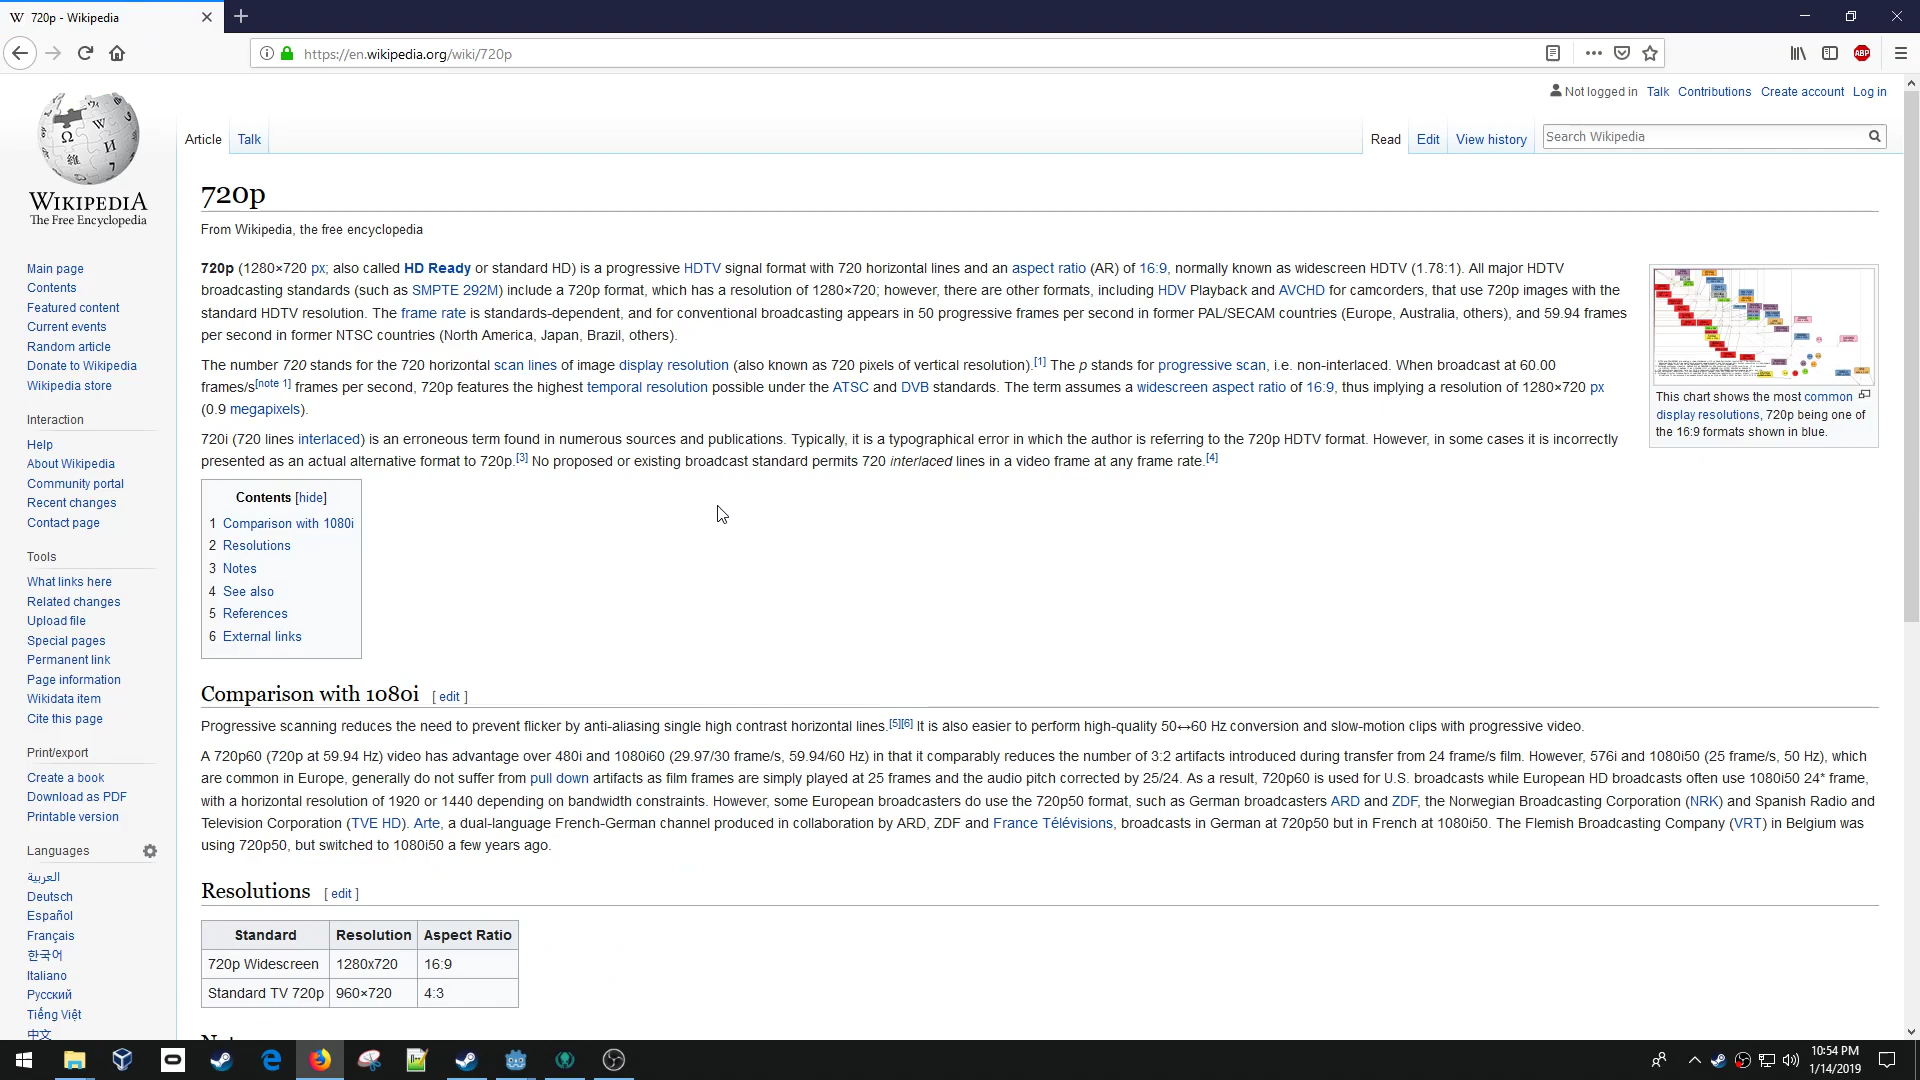 720p - Wikipedia
https://en.wikipedia.org/wiki/720p
ABP
Not logged in Talk Contributions Create account Log in
Article Talk
Read Edit View history
Search Wikipedia
WIKIPEDIA
The Free Encyclopedia
Main page
Contents
Featured content
Current events
Random article
Donate to Wikipedia
Wikipedia store
Interaction
Help
About Wikipedia
Community portal
Recent changes
Contact page
Tools
What links here
Related changes
Upload file
Special pages
Permanent link
Page information
Wikidata item
Cite this page
Print/export
Create a book
Download as PDF
Printable version
Languages
العربية
Deutsch
Español
Français
한국어
Italiano
Русский
Tiếng Việt
中文
720p
From Wikipedia, the free encyclopedia
720p (1280×720 px; also called HD Ready or standard HD) is a progressive HDTV signal format with 720 horizontal lines and an aspect ratio (AR) of 16:9, normally known as widescreen HDTV (1.78:1). All major HDTV
broadcasting standards (such as SMPTE 292M) include a 720p format, which has a resolution of 1280×720; however, there are other formats, including HDV Playback and AVCHD for camcorders, that use 720p images with the
standard HDTV resolution. The frame rate is standards-dependent, and for conventional broadcasting appears in 50 progressive frames per second in former PAL/SECAM countries (Europe, Australia, others), and 59.94 frames
per second in former NTSC countries (North America, Japan, Brazil, others).
The number 720 stands for the 720 horizontal scan lines of image display resolution (also known as 720 pixels of vertical resolution).[1] The p stands for progressive scan, i.e. non-interlaced. When broadcast at 60.00
frames/s[note 1] frames per second, 720p features the highest temporal resolution possible under the ATSC and DVB standards. The term assumes a widescreen aspect ratio of 16:9, thus implying a resolution of 1280×720 px
(0.9 megapixels).
720i (720 lines interlaced) is an erroneous term found in numerous sources and publications. Typically, it is a typographical error in which the author is referring to the 720p HDTV format. However, in some cases it is incorrectly
presented as an actual alternative format to 720p.[3] No proposed or existing broadcast standard permits 720 interlaced lines in a video frame at any frame rate.[4]
This chart shows the most common
display resolutions, 720p being one of
the 16:9 formats shown in blue.
Contents [hide]
1 Comparison with 1080i
2 Resolutions
3 Notes
4 See also
5 References
6 External links
Comparison with 1080i [ edit ]
Progressive scanning reduces the need to prevent flicker by anti-aliasing single high contrast horizontal lines.[5][6] It is also easier to perform high-quality 50↔60 Hz conversion and slow-motion clips with progressive video.
A 720p60 (720p at 59.94 Hz) video has advantage over 480i and 1080i60 (29.97/30 frame/s, 59.94/60 Hz) in that it comparably reduces the number of 3:2 artifacts introduced during transfer from 24 frame/s film. However, 576i and 1080i50 (25 frame/s, 50 Hz), which
are common in Europe, generally do not suffer from pull down artifacts as film frames are simply played at 25 frames and the audio pitch corrected by 25/24. As a result, 720p60 is used for U.S. broadcasts while European HD broadcasts often use 1080i50 24* frame,
with a horizontal resolution of 1920 or 1440 depending on bandwidth constraints. However, some European broadcasters do use the 720p50 format, such as German broadcasters ARD and ZDF, the Norwegian Broadcasting Corporation (NRK) and Spanish Radio and
Television Corporation (TVE HD). Arte, a dual-language French-German channel produced in collaboration by ARD, ZDF and France Télévisions, broadcasts in German at 720p50 but in French at 1080i50. The Flemish Broadcasting Company (VRT) in Belgium was
using 720p50, but switched to 1080i50 a few years ago.
Resolutions [ edit ]
Standard Resolution Aspect Ratio
720p Widescreen 1280x720 16:9
Standard TV 720p 960×720 4:3
10:54 PM
1/14/2019